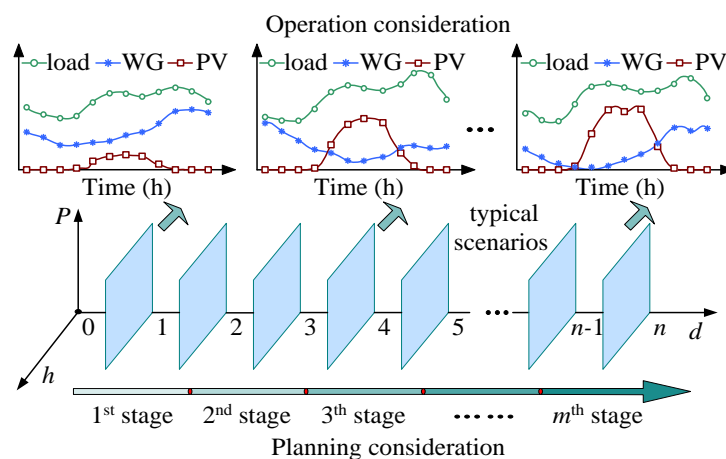 Operation consideration
load WG PV
load WG PV
load WG PV
Time (h)
Time (h)
Time (h)
P
typical
scenarios
0 1 2 3 4 5 n-1 n d
h
1st stage 2nd stage 3th stage mth stage
Planning consideration